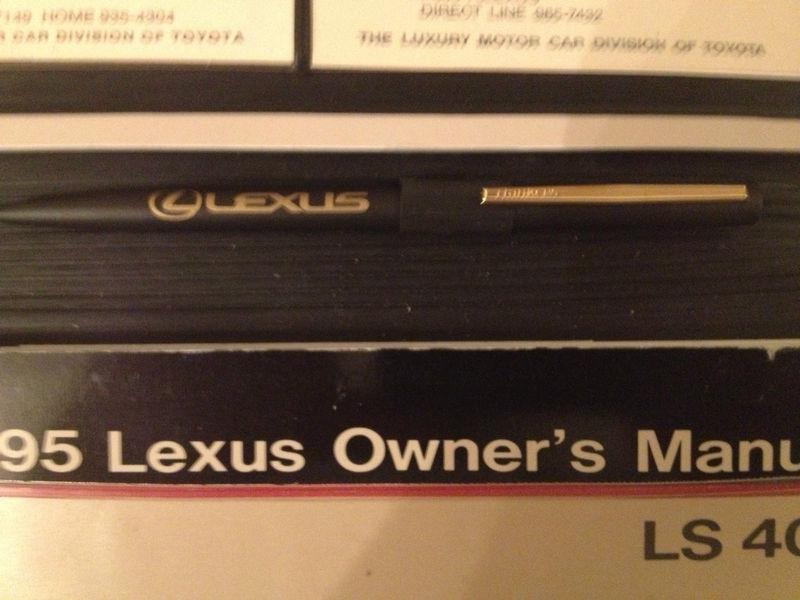 7149 HOME 935-4304
R CAR DIVISION OF TOYOTA
DIRECT LINE 965-7492
THE LUXURY MOTOR CAR DIVISION OF TOYOTA
LEXUS
95 Lexus Owner's Manu
LS 40